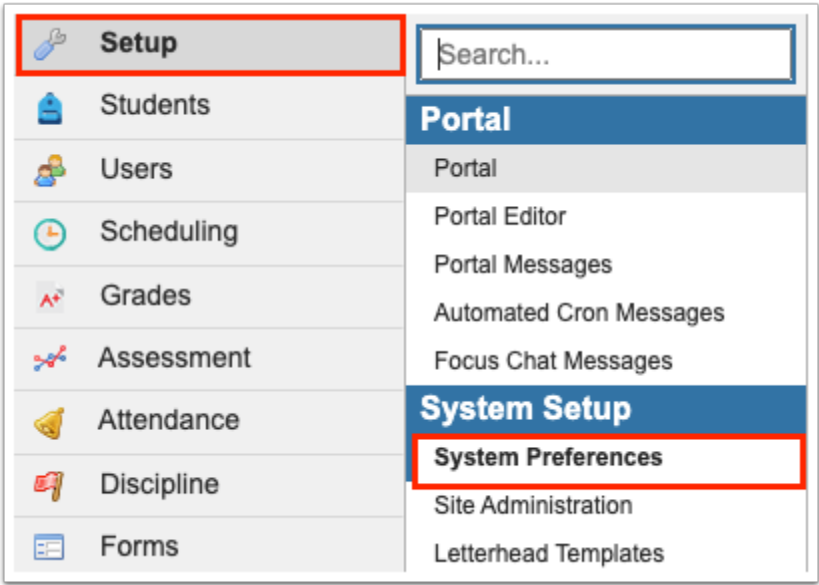 Setup
Students
Users
Scheduling
Grades
A+
Assessment
Attendance
Discipline
Forms
Search...
Portal
Portal
Portal Editor
Portal Messages
Automated Cron Messages
Focus Chat Messages
System Setup
System Preferences
Site Administration
Letterhead Templates